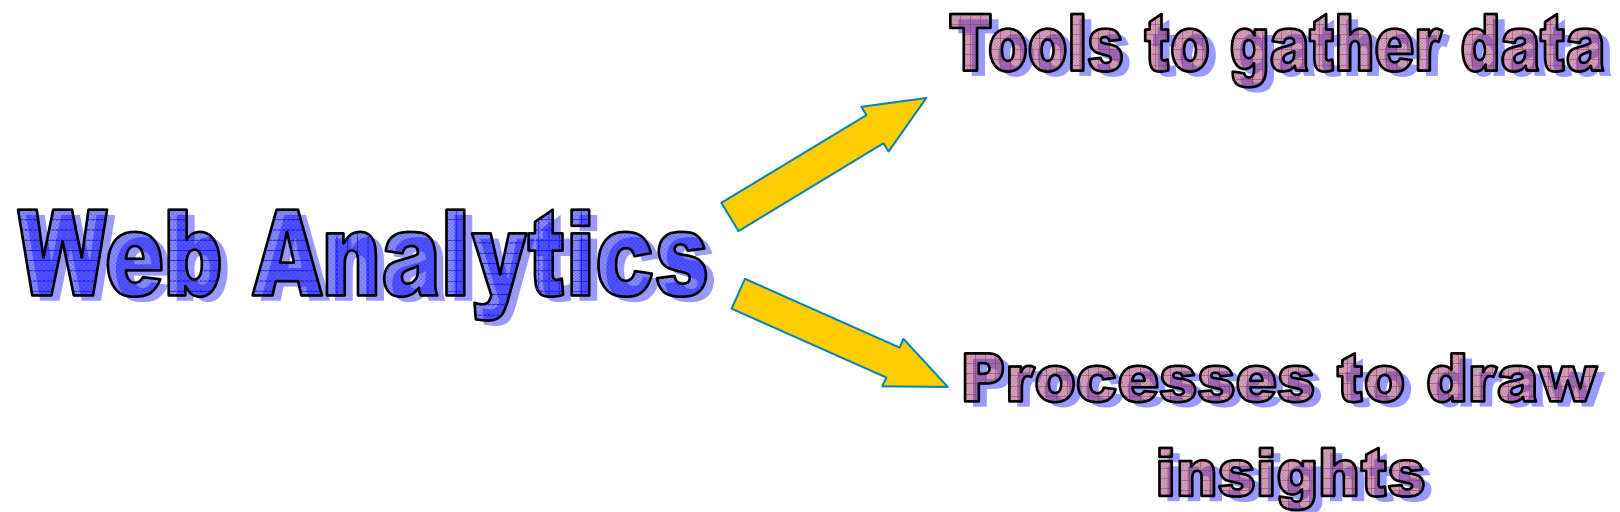 Tools to gather data
Web Analytics
Processes to draw
insights